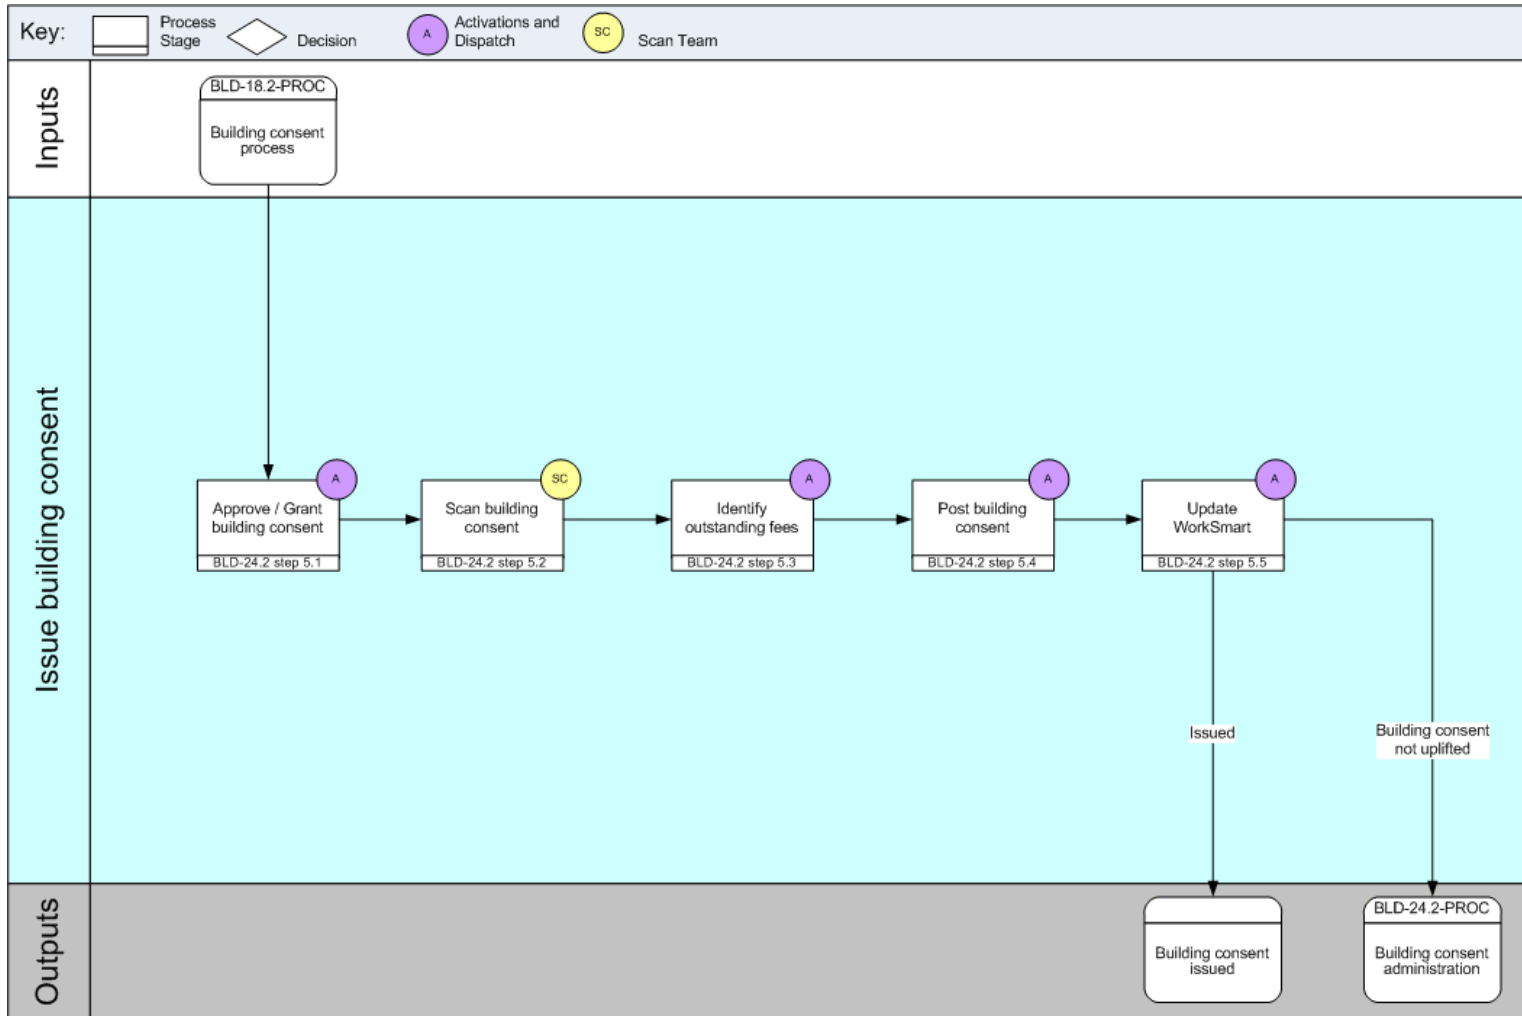 Key:
Process
Stage
Decision
A
Activations and
Dispatch
SC
Scan Team
Inputs
BLD-18.2-PROC
Building consent
process
Issue building consent
A
Approve / Grant
building consent
BLD-24.2 step 5.1
SC
Scan building
consent
BLD-24.2 step 5.2
A
Identify
outstanding fees
BLD-24.2 step 5.3
A
Post building
consent
BLD-24.2 step 5.4
A
Update
WorkSmart
BLD-24.2 step 5.5
Issued
Building consent
not uplifted
Outputs
Building consent
issued
BLD-24.2-PROC
Building consent
administration